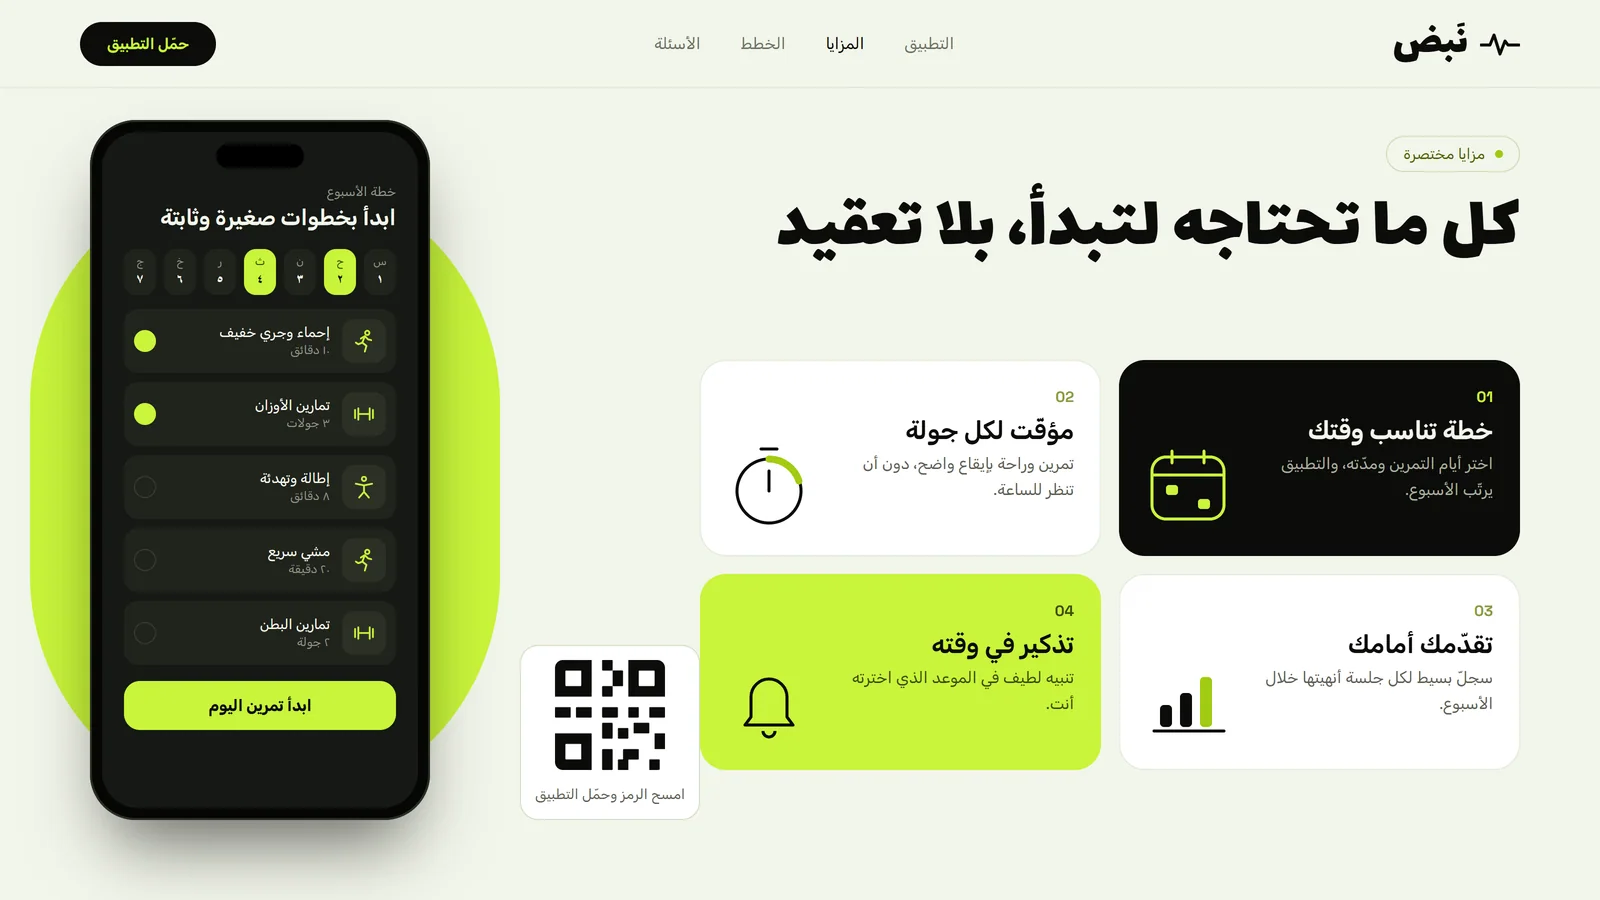 نَبض
التطبيق
المزايا
الخطط
الأسئلة
حمّل التطبيق
مزايا مختصرة
كل ما تحتاجه لتبدأ، بلا تعقيد
01
خطة تناسب وقتك
اختر أيام التمرين ومدّته، والتطبيق
يرتّب الأسبوع.
02
مؤقّت لكل جولة
تمرين وراحة بإيقاع واضح، دون أن
تنظر للساعة.
03
تقدّمك أمامك
سجلّ بسيط لكل جلسة أنهيتها خلال
الأسبوع.
04
تذكير في وقته
تنبيه لطيف في الموعد الذي اخترته
أنت.
امسح الرمز وحمّل التطبيق
خطة الأسبوع
ابدأ بخطوات صغيرة وثابتة
س ح ن ث ر خ ج
١ ٢ ٣ ٤ ٥ ٦ ٧
إحماء وجري خفيف
١٠ دقائق
تمارين الأوزان
٣ جولات
إطالة وتهدئة
٨ دقائق
مشي سريع
٢٠ دقيقة
تمارين البطن
٢ جولة
ابدأ تمرين اليوم